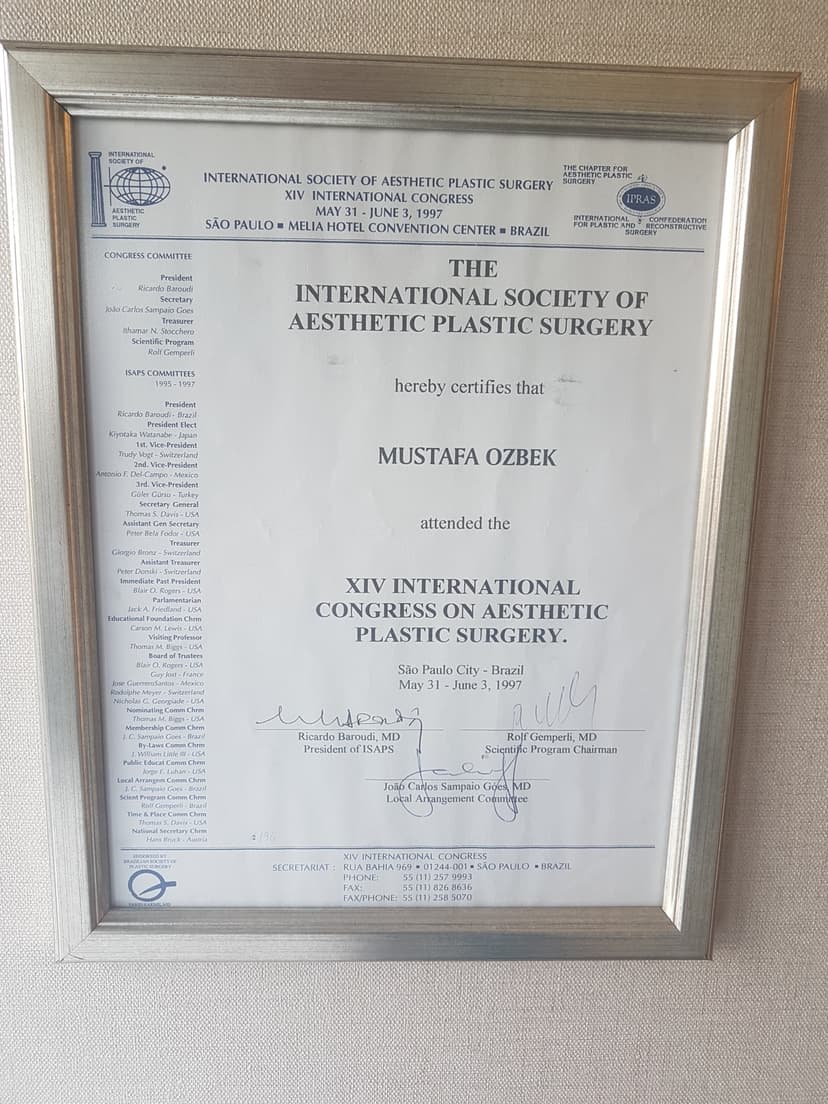 INTERNATIONAL
SOCIETY OF
AESTHETIC
PLASTIC
SURGERY
INTERNATIONAL SOCIETY OF AESTHETIC PLASTIC SURGERY
XIV INTERNATIONAL CONGRESS
MAY 31 - JUNE 3, 1997
SÃO PAULO ■ MELIA HOTEL CONVENTION CENTER ■ BRAZIL
THE CHAPTER FOR
AESTHETIC PLASTIC
SURGERY
IPRAS
INTERNATIONAL CONFEDERATION
FOR PLASTIC AND RECONSTRUCTIVE
SURGERY
CONGRESS COMMITTEE
President
Ricardo Baroudi
Secretary
João Carlos Sampaio Goes
Treasurer
Ithamar N. Stocchero
Scientific Program
Rolf Gemperli
ISAPS COMMITTEES
1995 - 1997
President
Ricardo Baroudi - Brazil
President Elect
Kiyotaka Watanabe - Japan
1st. Vice-President
Trudy Vogt - Switzerland
2nd. Vice-President
Antonio F. Del-Campo - Mexico
3rd. Vice-President
Güler Gürsu - Turkey
Secretary General
Thomas S. Davis - USA
Assistant Gen Secretary
Peter Bela Fodor - USA
Treasurer
Giorgio Bronz - Switzerland
Assistant Treasurer
Peter Donski - Switzerland
Immediate Past President
Blair O. Rogers - USA
Parlamentarian
Jack A. Friedland - USA
Educational Foundation Chrm
Carson M. Lewis - USA
Visiting Professor
Thomas M. Biggs - USA
Board of Trustees
Blair O. Rogers - USA
Guy Jost - France
Jose GuerreroSantos - Mexico
Rodolphe Meyer - Switzerland
Nicholas G. Georgiade - USA
Nominating Comm Chrm
Thomas M. Biggs - USA
Membership Comm Chrm
J. C. Sampaio Goes - Brazil
By-Laws Comm Chrm
J. William Little III - USA
Public Educat Comm Chrm
Jorge E. Luhan - USA
Local Arrangem Comm Chrm
J. C. Sampaio Goes - Brazil
Scient Program Comm Chrm
Rolf Gemperli - Brazil
Time & Place Comm Chrm
Thomas S. Davis - USA
National Secretary Chrm
Hans Bruck - Austria
THE
INTERNATIONAL SOCIETY OF
AESTHETIC PLASTIC SURGERY
hereby certifies that
MUSTAFA OZBEK
attended the
XIV INTERNATIONAL
CONGRESS ON AESTHETIC
PLASTIC SURGERY.
São Paulo City - Brazil
May 31 - June 3, 1997
Ricardo Baroudi, MD
President of ISAPS
Rolf Gemperli, MD
Scientific Program Chairman
João Carlos Sampaio Goes, MD
Local Arrangement Committee
ENDORSED BY
BRAZILIAN SOCIETY OF
PLASTIC SURGERY
XIV INTERNATIONAL CONGRESS
SECRETARIAT : RUA BAHIA 969 ■ 01244-001 ■ SÃO PAULO ■ BRAZIL
PHONE: 55 (11) 257 9993
FAX: 55 (11) 826 8636
FAX/PHONE: 55 (11) 258 5070